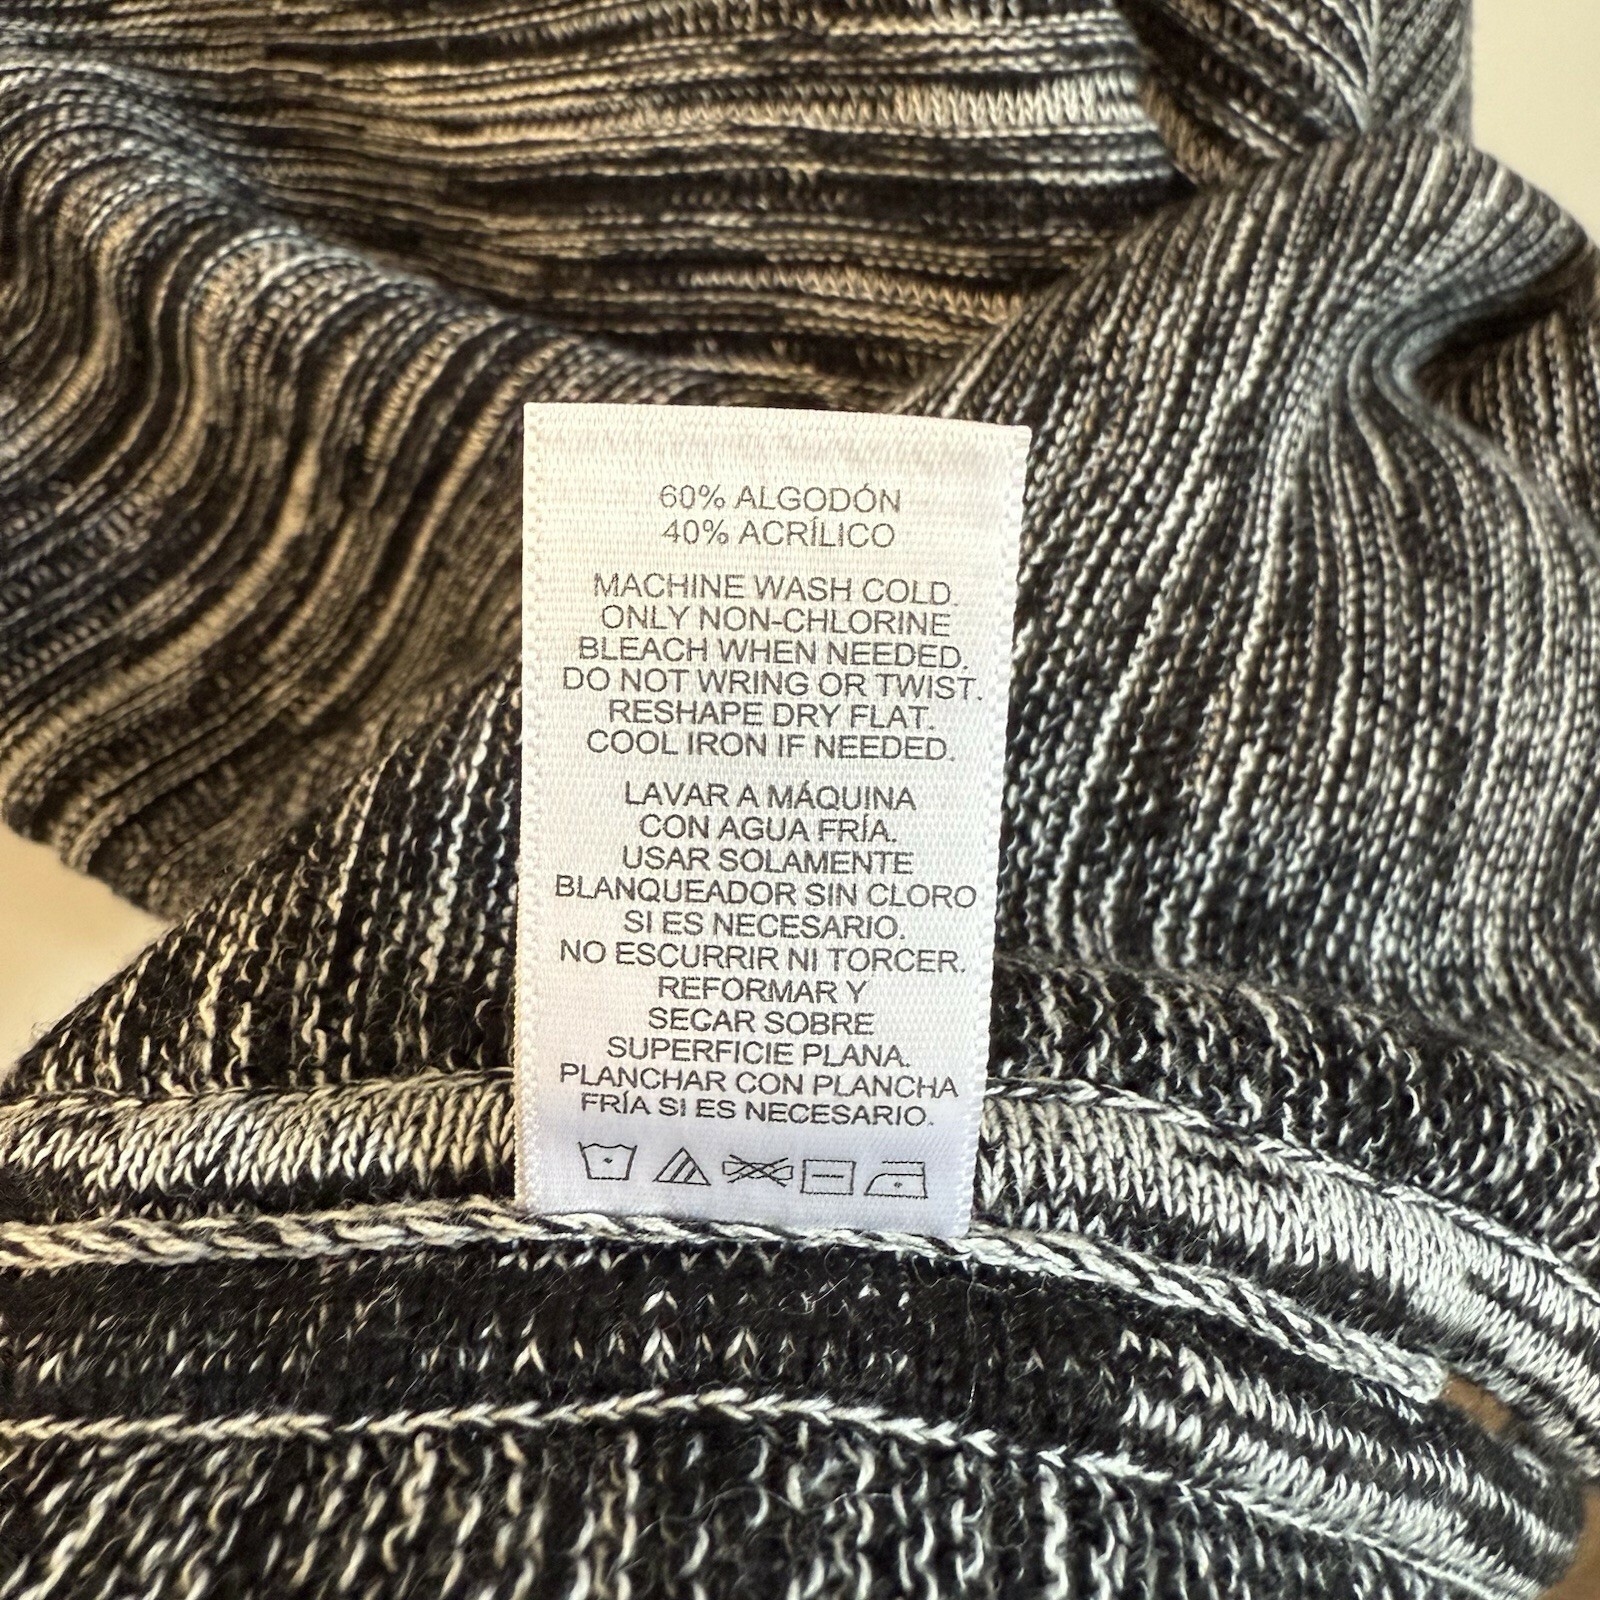 60% ALGODÓN
40% ACRÍLICO
MACHINE WASH COLD.
ONLY NON-CHLORINE
BLEACH WHEN NEEDED.
DO NOT WRING OR TWIST.
RESHAPE DRY FLAT.
COOL IRON IF NEEDED.
LAVAR A MÁQUINA
CON AGUA FRÍA.
USAR SOLAMENTE
BLANQUEADOR SIN CLORO
SI ES NECESARIO.
NO ESCURRIR NI TORCER.
REFORMAR Y
SECAR SOBRE
SUPERFICIE PLANA.
PLANCHAR CON PLANCHA
FRÍA SI ES NECESARIO.